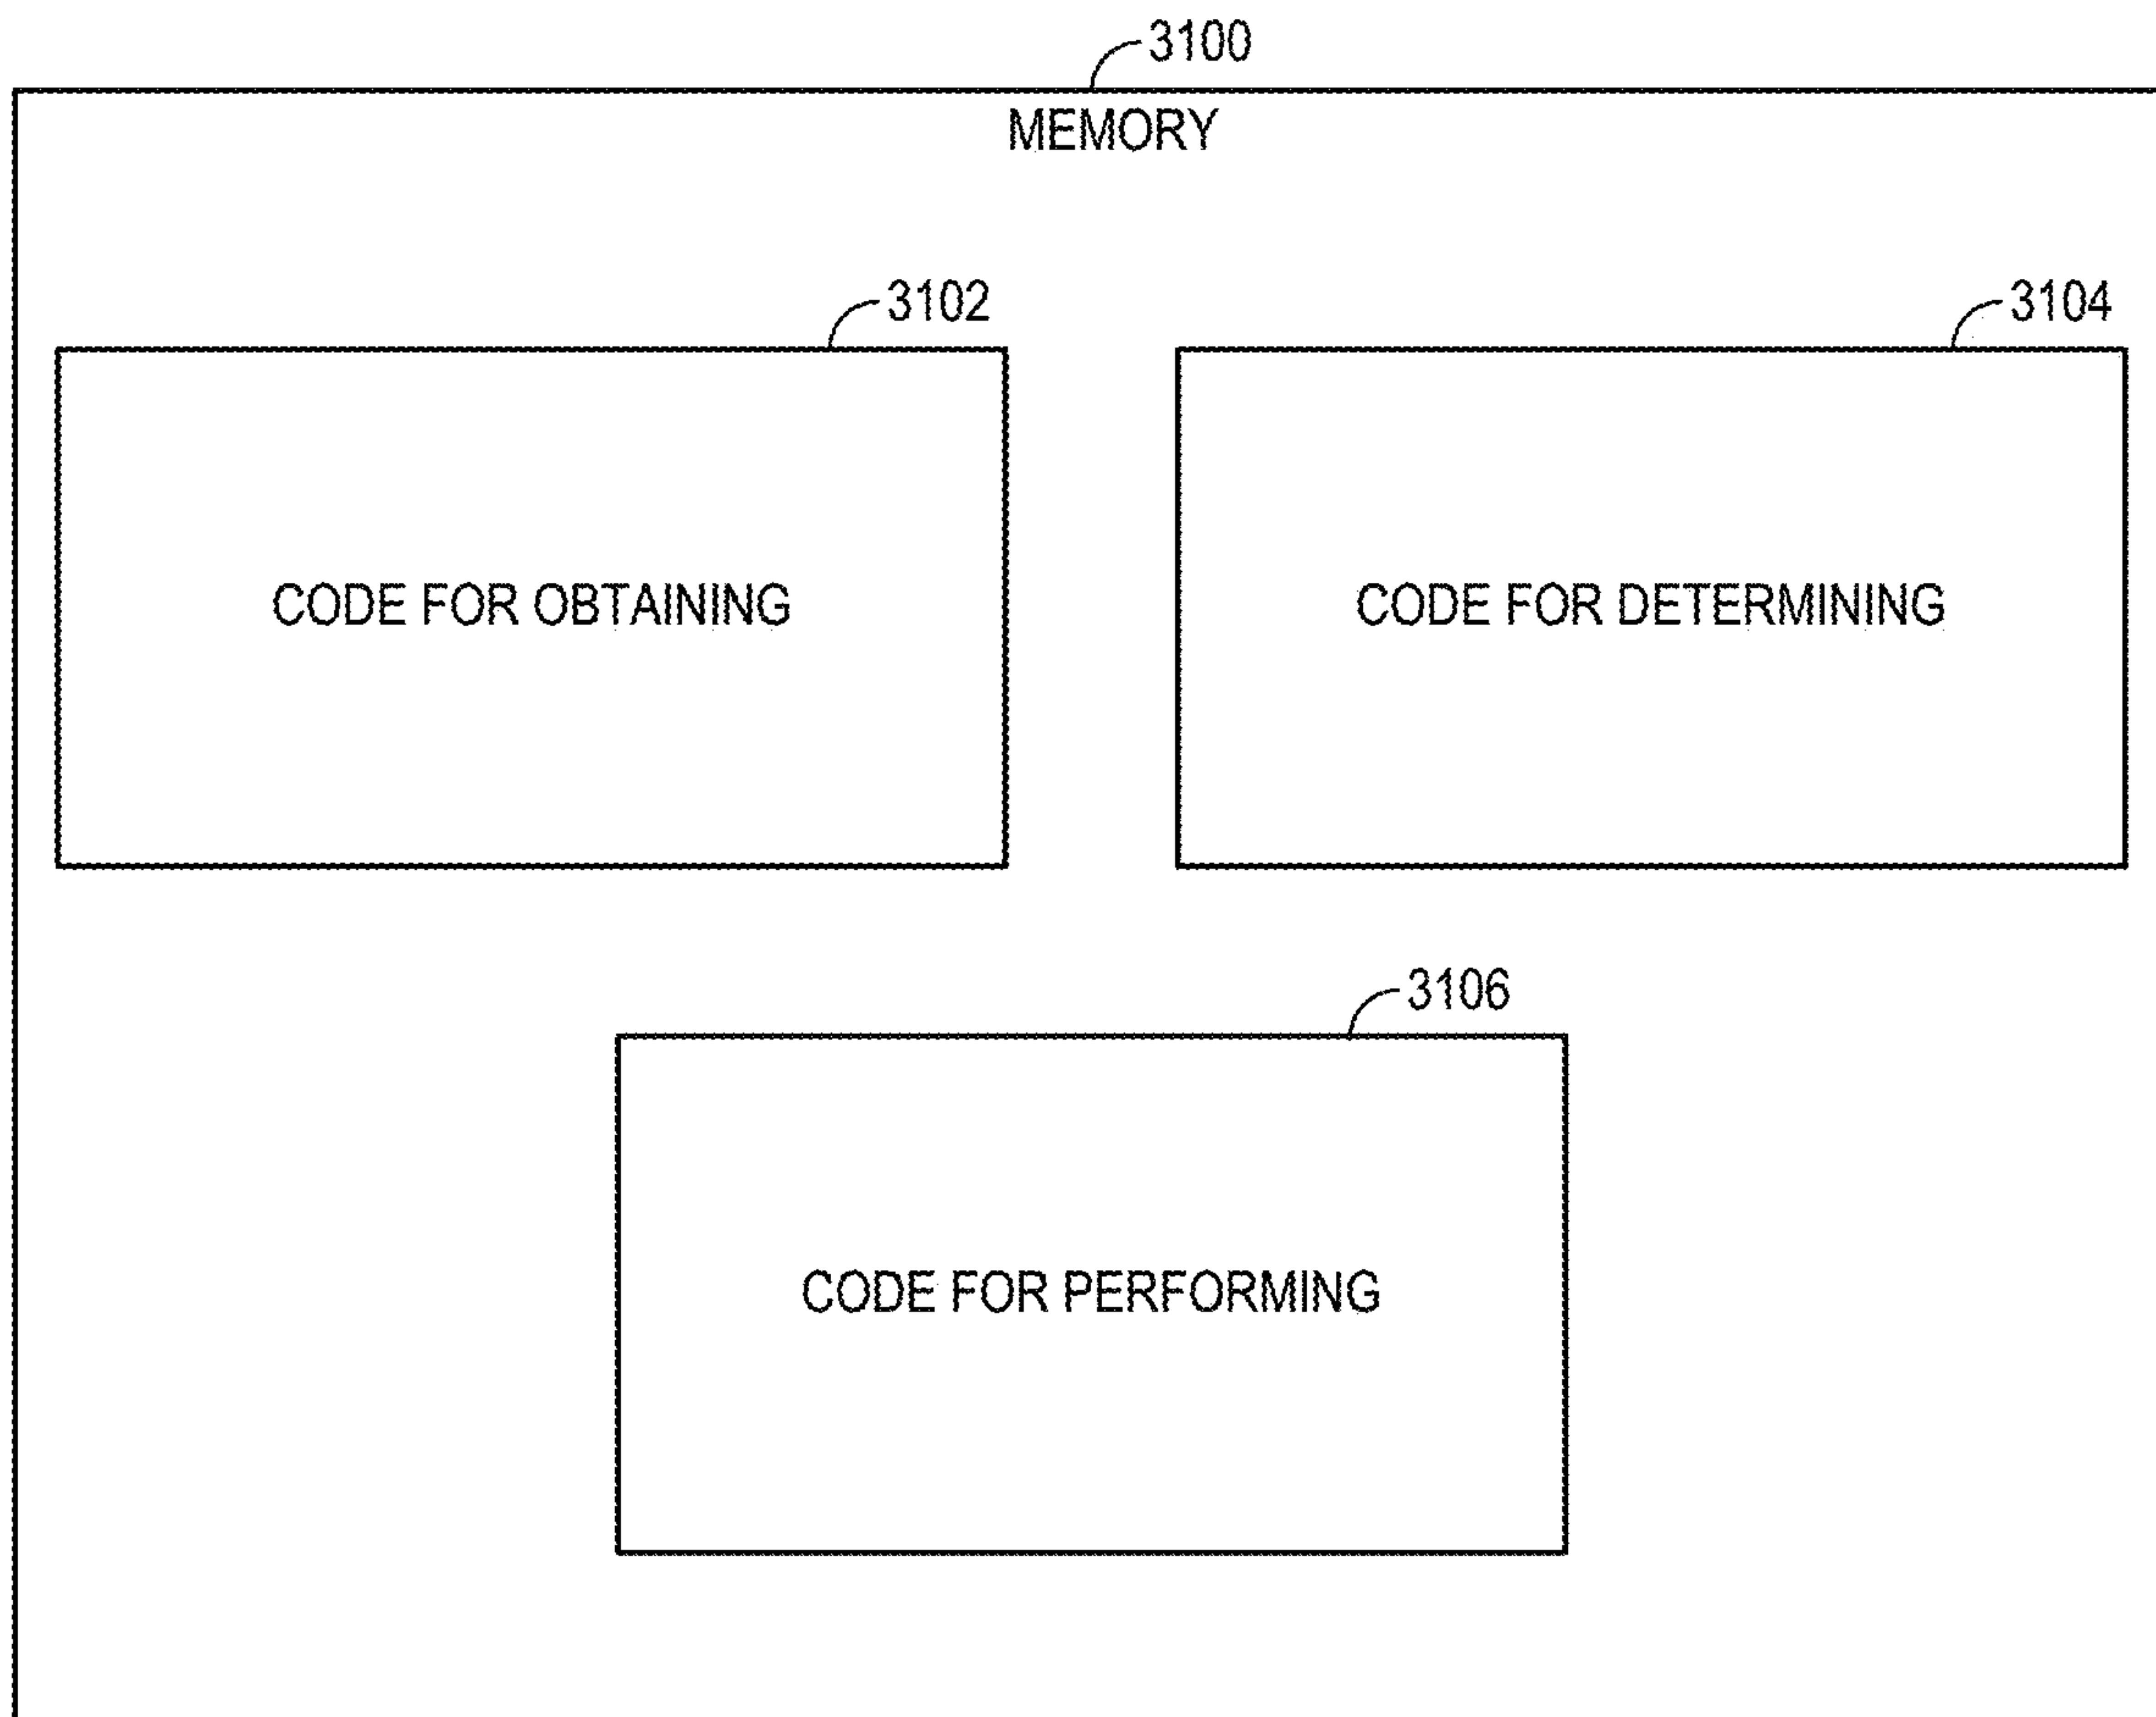 3100
MEMORY
3102
3104
CODE FOR OBTAINING
CODE FOR DETERMINING
3106
CODE FOR PERFORMING